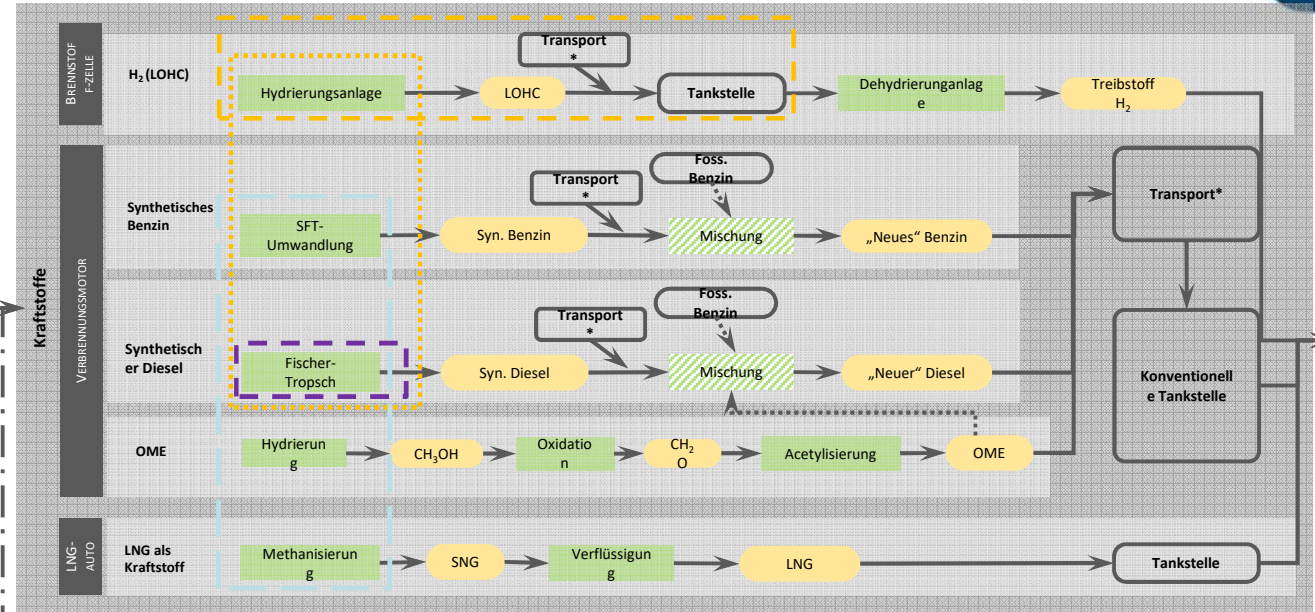 Kraftstoffe
BRENNSTOF
F-ZELLE
H₂ (LOHC)
Hydrierungsanlage
LOHC
Transport
*
Tankstelle
Dehydrierunganlag
e
Treibstoff
H₂
VERBRENNUNGSMOTOR
Synthetisches
Benzin
SFT-
Umwandlung
Syn. Benzin
Transport
*
Foss.
Benzin
Mischung
„Neues“ Benzin
Transport*
Synthetisch
er Diesel
Fischer-
Tropsch
Syn. Diesel
Transport
*
Foss.
Benzin
Mischung
„Neuer“ Diesel
Konventionell
e Tankstelle
OME
Hydrierun
g
CH₃OH
Oxidatio
n
CH₂
O
Acetylisierung
OME
LNG-
AUTO
LNG als
Kraftstoff
Methanisierun
g
SNG
Verflüssigun
g
LNG
Tankstelle